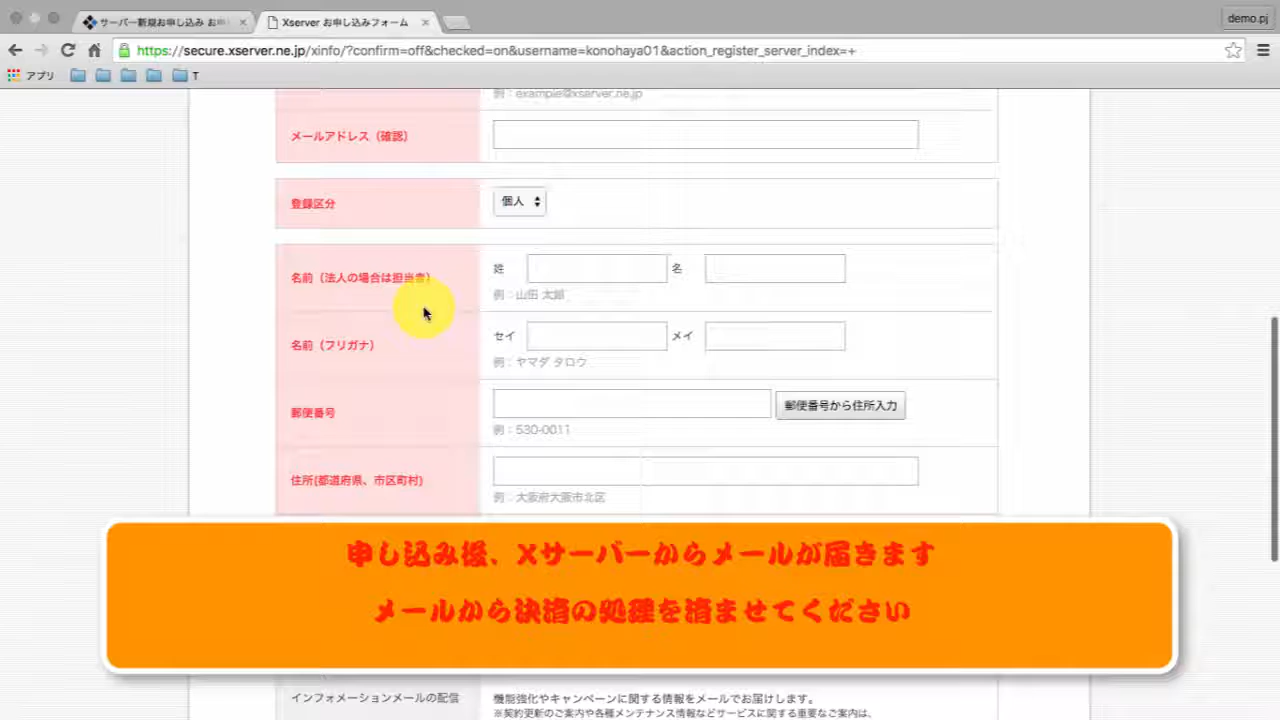 サーバー新規お申し込み お申
Xserver お申し込みフォーム
demo.pj
https://secure.xserver.ne.jp/xinfo/?confirm=off&checked=on&username=konohaya01&action_register_server_index=+
アプリ
T
例：example@xserver.ne.jp
メールアドレス（確認）
登録区分
個人
名前（法人の場合は担当者）
姓
名
例：山田 太郎
名前（フリガナ）
セイ
メイ
例：ヤマダ タロウ
郵便番号
郵便番号から住所入力
例：530-0011
住所(都道府県、市区町村)
例：大阪府大阪市北区
申し込み後、Xサーバーからメールが届きます
メールから決済の処理を済ませてください
インフォメーションメールの配信
機能強化やキャンペーンに関する情報をメールでお届けします。
※契約更新のご案内や各種メンテナンス情報などサービスに関する重要なご案内は、